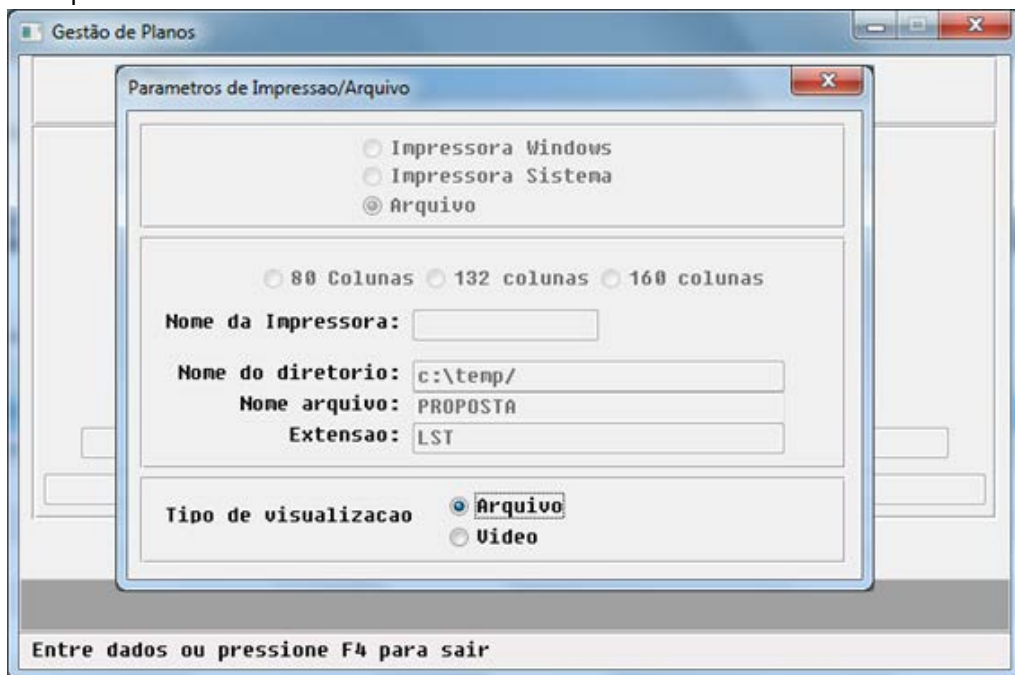 Gestão de Planos
Parametros de Impressao/Arquivo
Impressora Windows
Impressora Sistema
Arquivo
80 Colunas 132 colunas 160 colunas
Nome da Impressora:
Nome do diretorio: c:\temp/
Nome arquivo: PROPOSTA
Extensao: LST
Tipo de visualizacao Arquivo
Video
Entre dados ou pressione F4 para sair